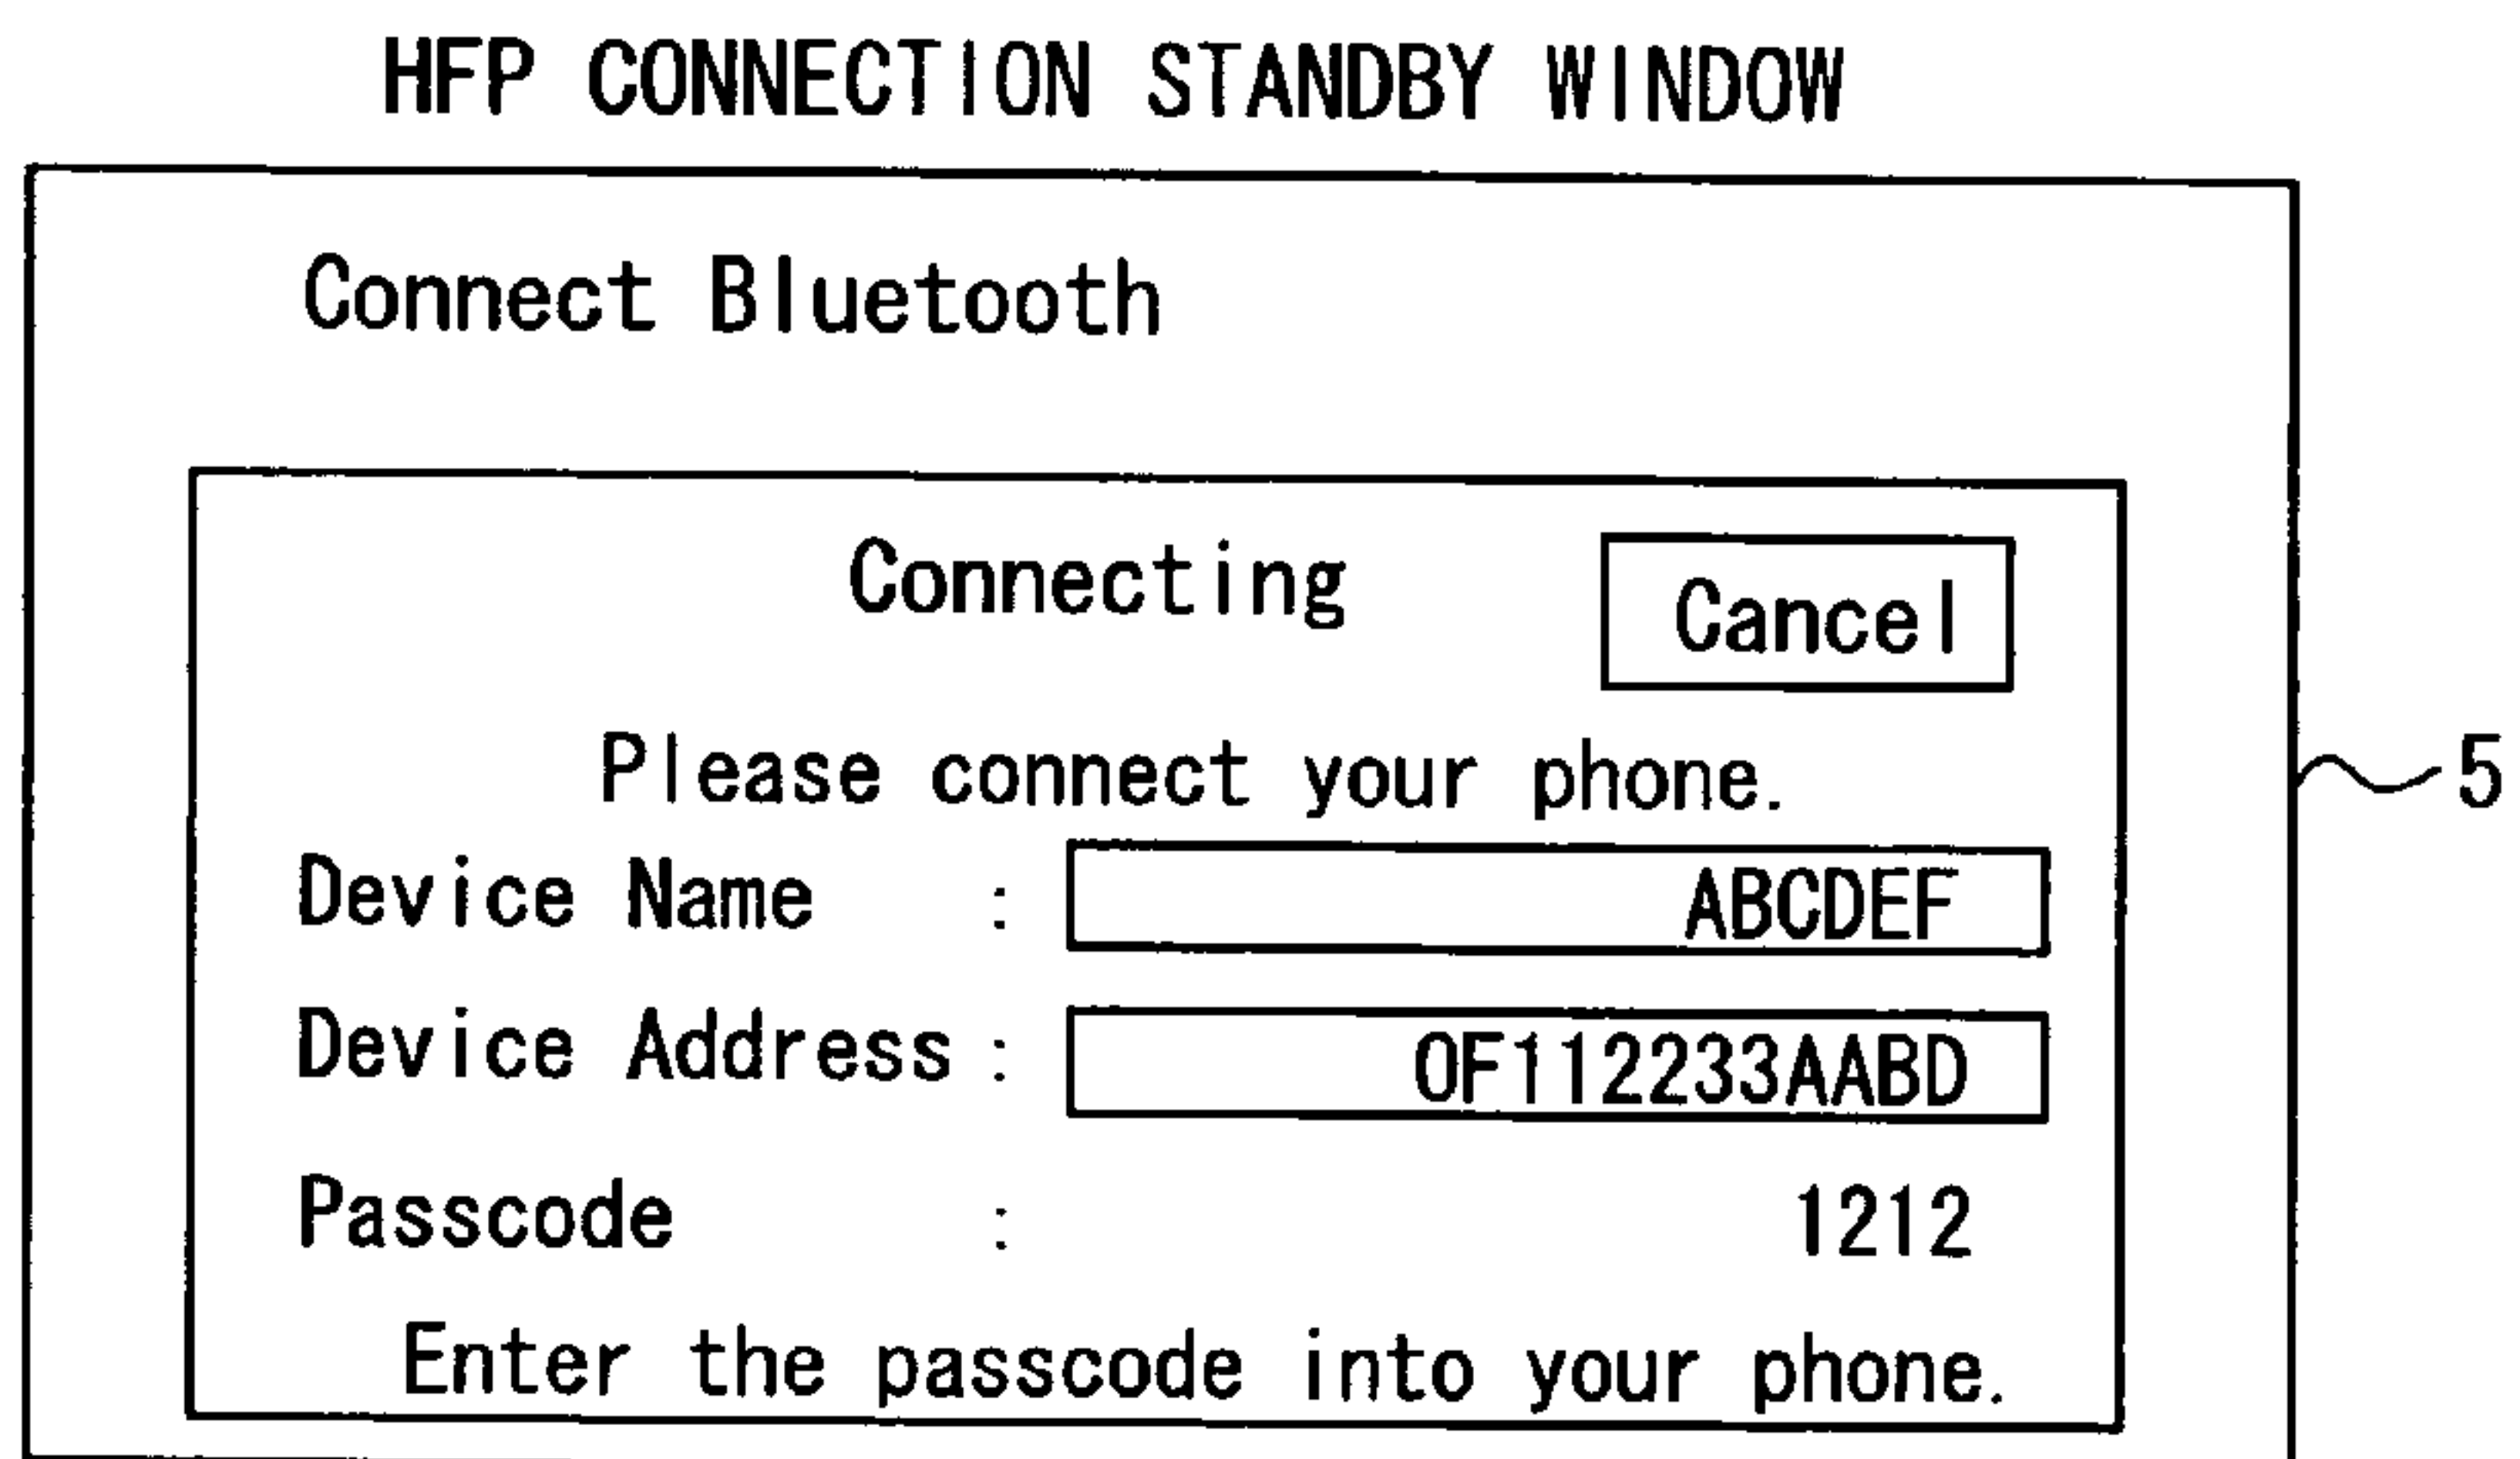 HFP CONNECTION STANDBY WINDOW
Connect Bluetooth
Connecting
Cancel
Please connect your phone.
5
Device Name : ABCDEF
Device Address : 0F112233AABD
Passcode : 1212
Enter the passcode into your phone.